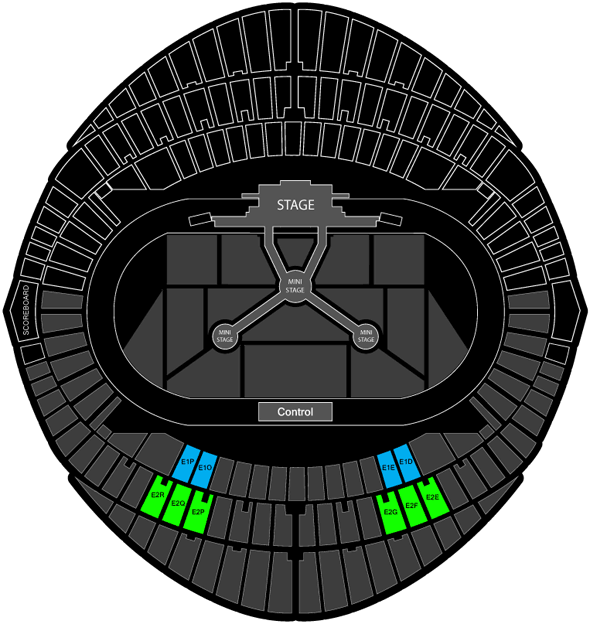 STAGE
MINI
STAGE
SCOREBOARD
MINI
STAGE
MINI
STAGE
Control
E1P
E1O
E1E
E1D
E2R
E2Q
E2P
E2G
E2F
E2E